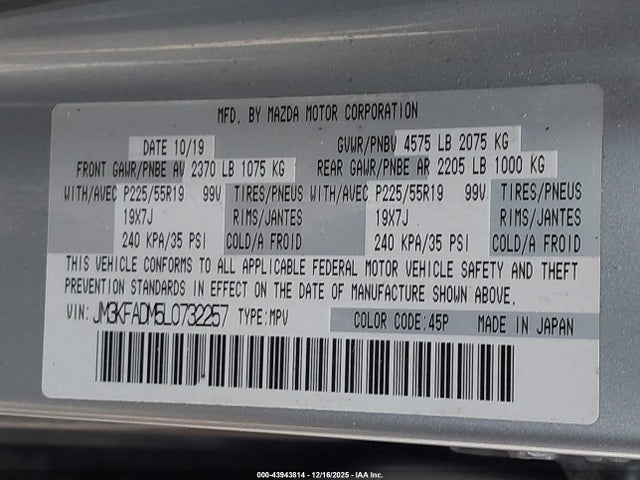 MFD. BY MAZDA MOTOR CORPORATION
DATE 10/19 GVWR/PNBV 4575 LB 2075 KG
FRONT GAWR/PNBE AV 2370 LB 1075 KG REAR GAWR/PNBE AR 2205 LB 1000 KG
WITH/AVEC P225/55R19 99V TIRES/PNEUS WITH/AVEC P225/55R19 99V TIRES/PNEUS
19X7J RIMS/JANTES 19X7J RIMS/JANTES
240 KPA/35 PSI COLD/A FROID 240 KPA/35 PSI COLD/A FROID
THIS VEHICLE CONFORMS TO ALL APPLICABLE FEDERAL MOTOR VEHICLE SAFETY AND THEFT
PREVENTION STANDARDS IN EFFECT ON THE DATE OF MANUFACTURE SHOWN ABOVE.
VIN: JM3KFADM5L0732257 TYPE:MPV COLOR CODE:45P MADE IN JAPAN
000-43943814 - 12/16/2025 - IAA Inc.